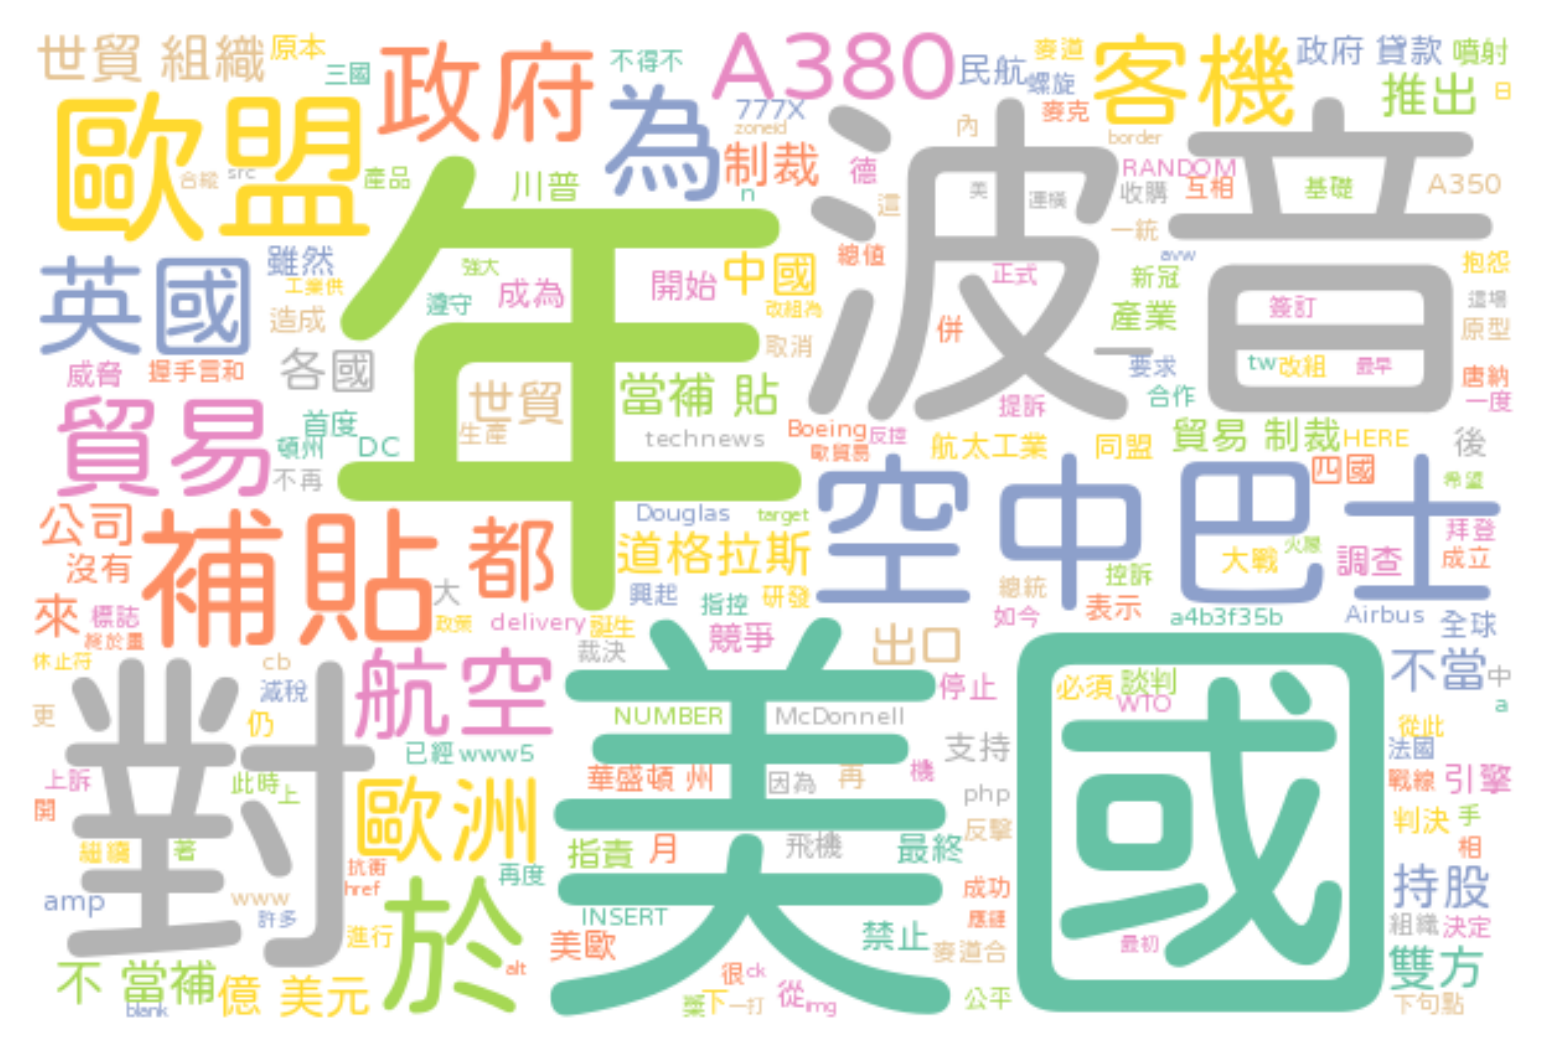 世貿 組織
原本
三國
政府
不得不
A380
民航
麥道
螺旋
客機
政府 貸款
噴射
推出
日
歐盟
為
777X
zoneid
麥克
內
border
波音
合縱
src
產品
川普
制裁
n
德
這
美
連橫
RANDOM
收購
互相
基礎
A350
一統
年
英國
雖然
工業供
造成
強大
遵守
成為
開始
中國
改組為
取消
總值
正式
avw
新冠
產業
抱怨
這場
原型
簽訂
併
一
要求
tw
改組
最早
唐納
一度
威脅
握手言和
各國
世貿
生產
當補 貼
technews
Boeing
反控
歐貿易
提訴
合作
航太工業
同盟
貿易 制裁
HERE
後
貿易
首度
頓州
DC
不再
四國
希望
公司
沒有
補貼
都
大
Douglas
target
道格拉斯
空中巴士
大戰
調查
拜登
成立
興起
指控
研發
總統
如今
控訴
表示
a4b3f35b
Airbus
全球
來
標誌
政策
delivery
誕生
裁決
競爭
出口
休止符
cb
減稅
更
仍
對
航空
美國
停止
必須
談判
WTO
不當
中
a
從此
法國
NUMBER
McDonnell
已經
www5
支持
上訴
此時
上
開
華盛頓 州
因為
再
機
php
戰線
引擎
繼續
著
歐洲
指責
月
飛機
最終
反擊
判決
手
相
抗衡
href
再度
成功
持股
amp
www
許多
INSERT
應鏈
組織
決定
進行
於
美歐
禁止
麥道合
最初
雙方
不 當補
億 美元
blank
alt
很
ck
下
一打
從
img
公平
下句點